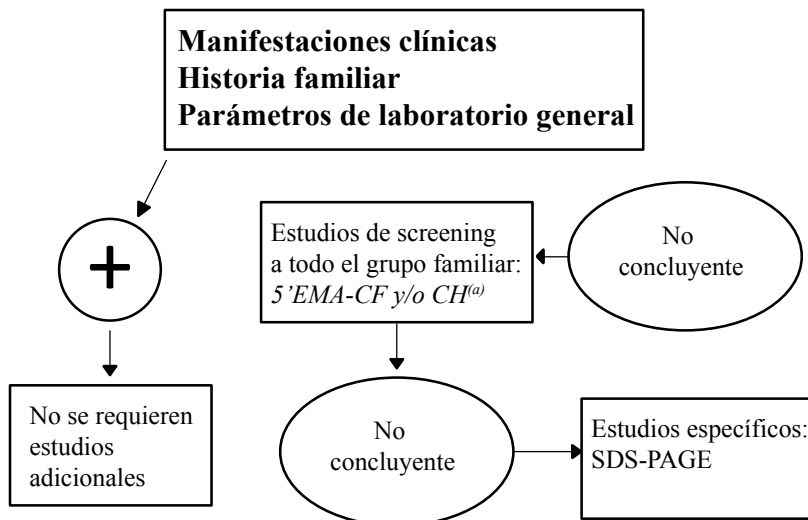 Manifestaciones clínicas
Historia familiar
Parámetros de laboratorio general
+
Estudios de screening
a todo el grupo familiar:
5’EMA-CF y/o CH(a)
No
concluyente
No se requieren
estudios
adicionales
No
concluyente
Estudios específicos:
SDS-PAGE